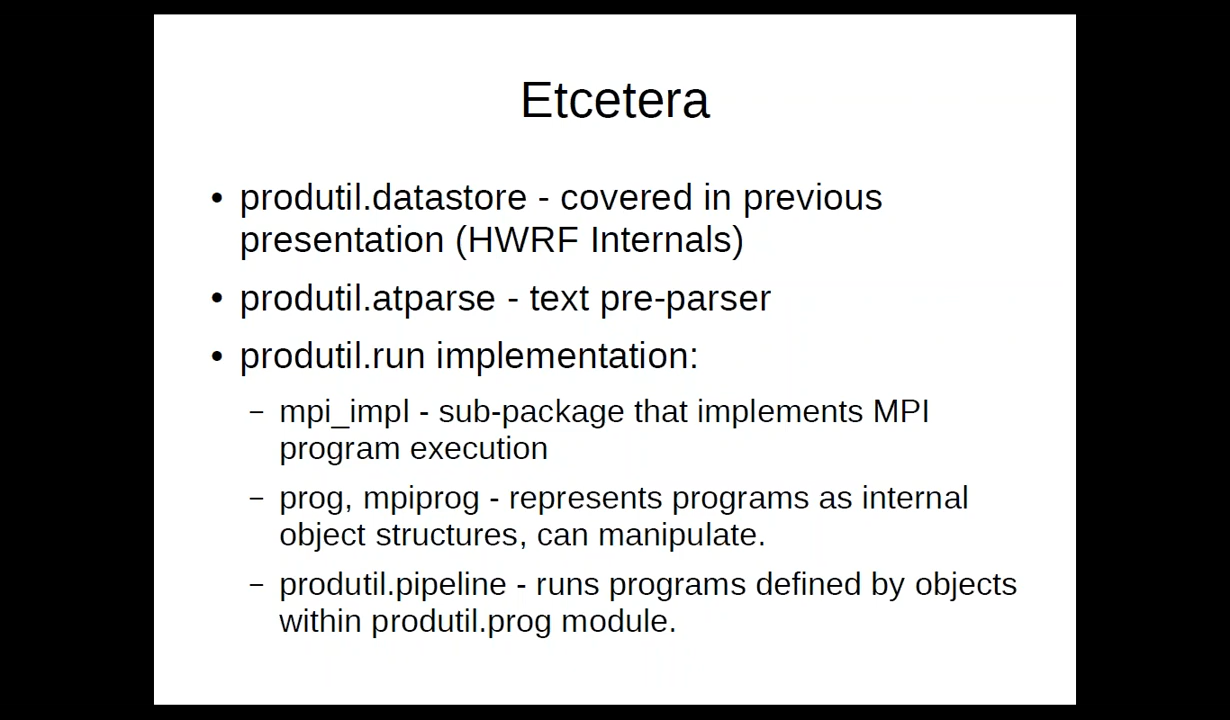 Etcetera
• produtil.datastore - covered in previous
presentation (HWRF Internals)
• produtil.atparse - text pre-parser
• produtil.run implementation:
– mpi_impl - sub-package that implements MPI
program execution
– prog, mpiprog - represents programs as internal
object structures, can manipulate.
– produtil.pipeline - runs programs defined by objects
within produtil.prog module.